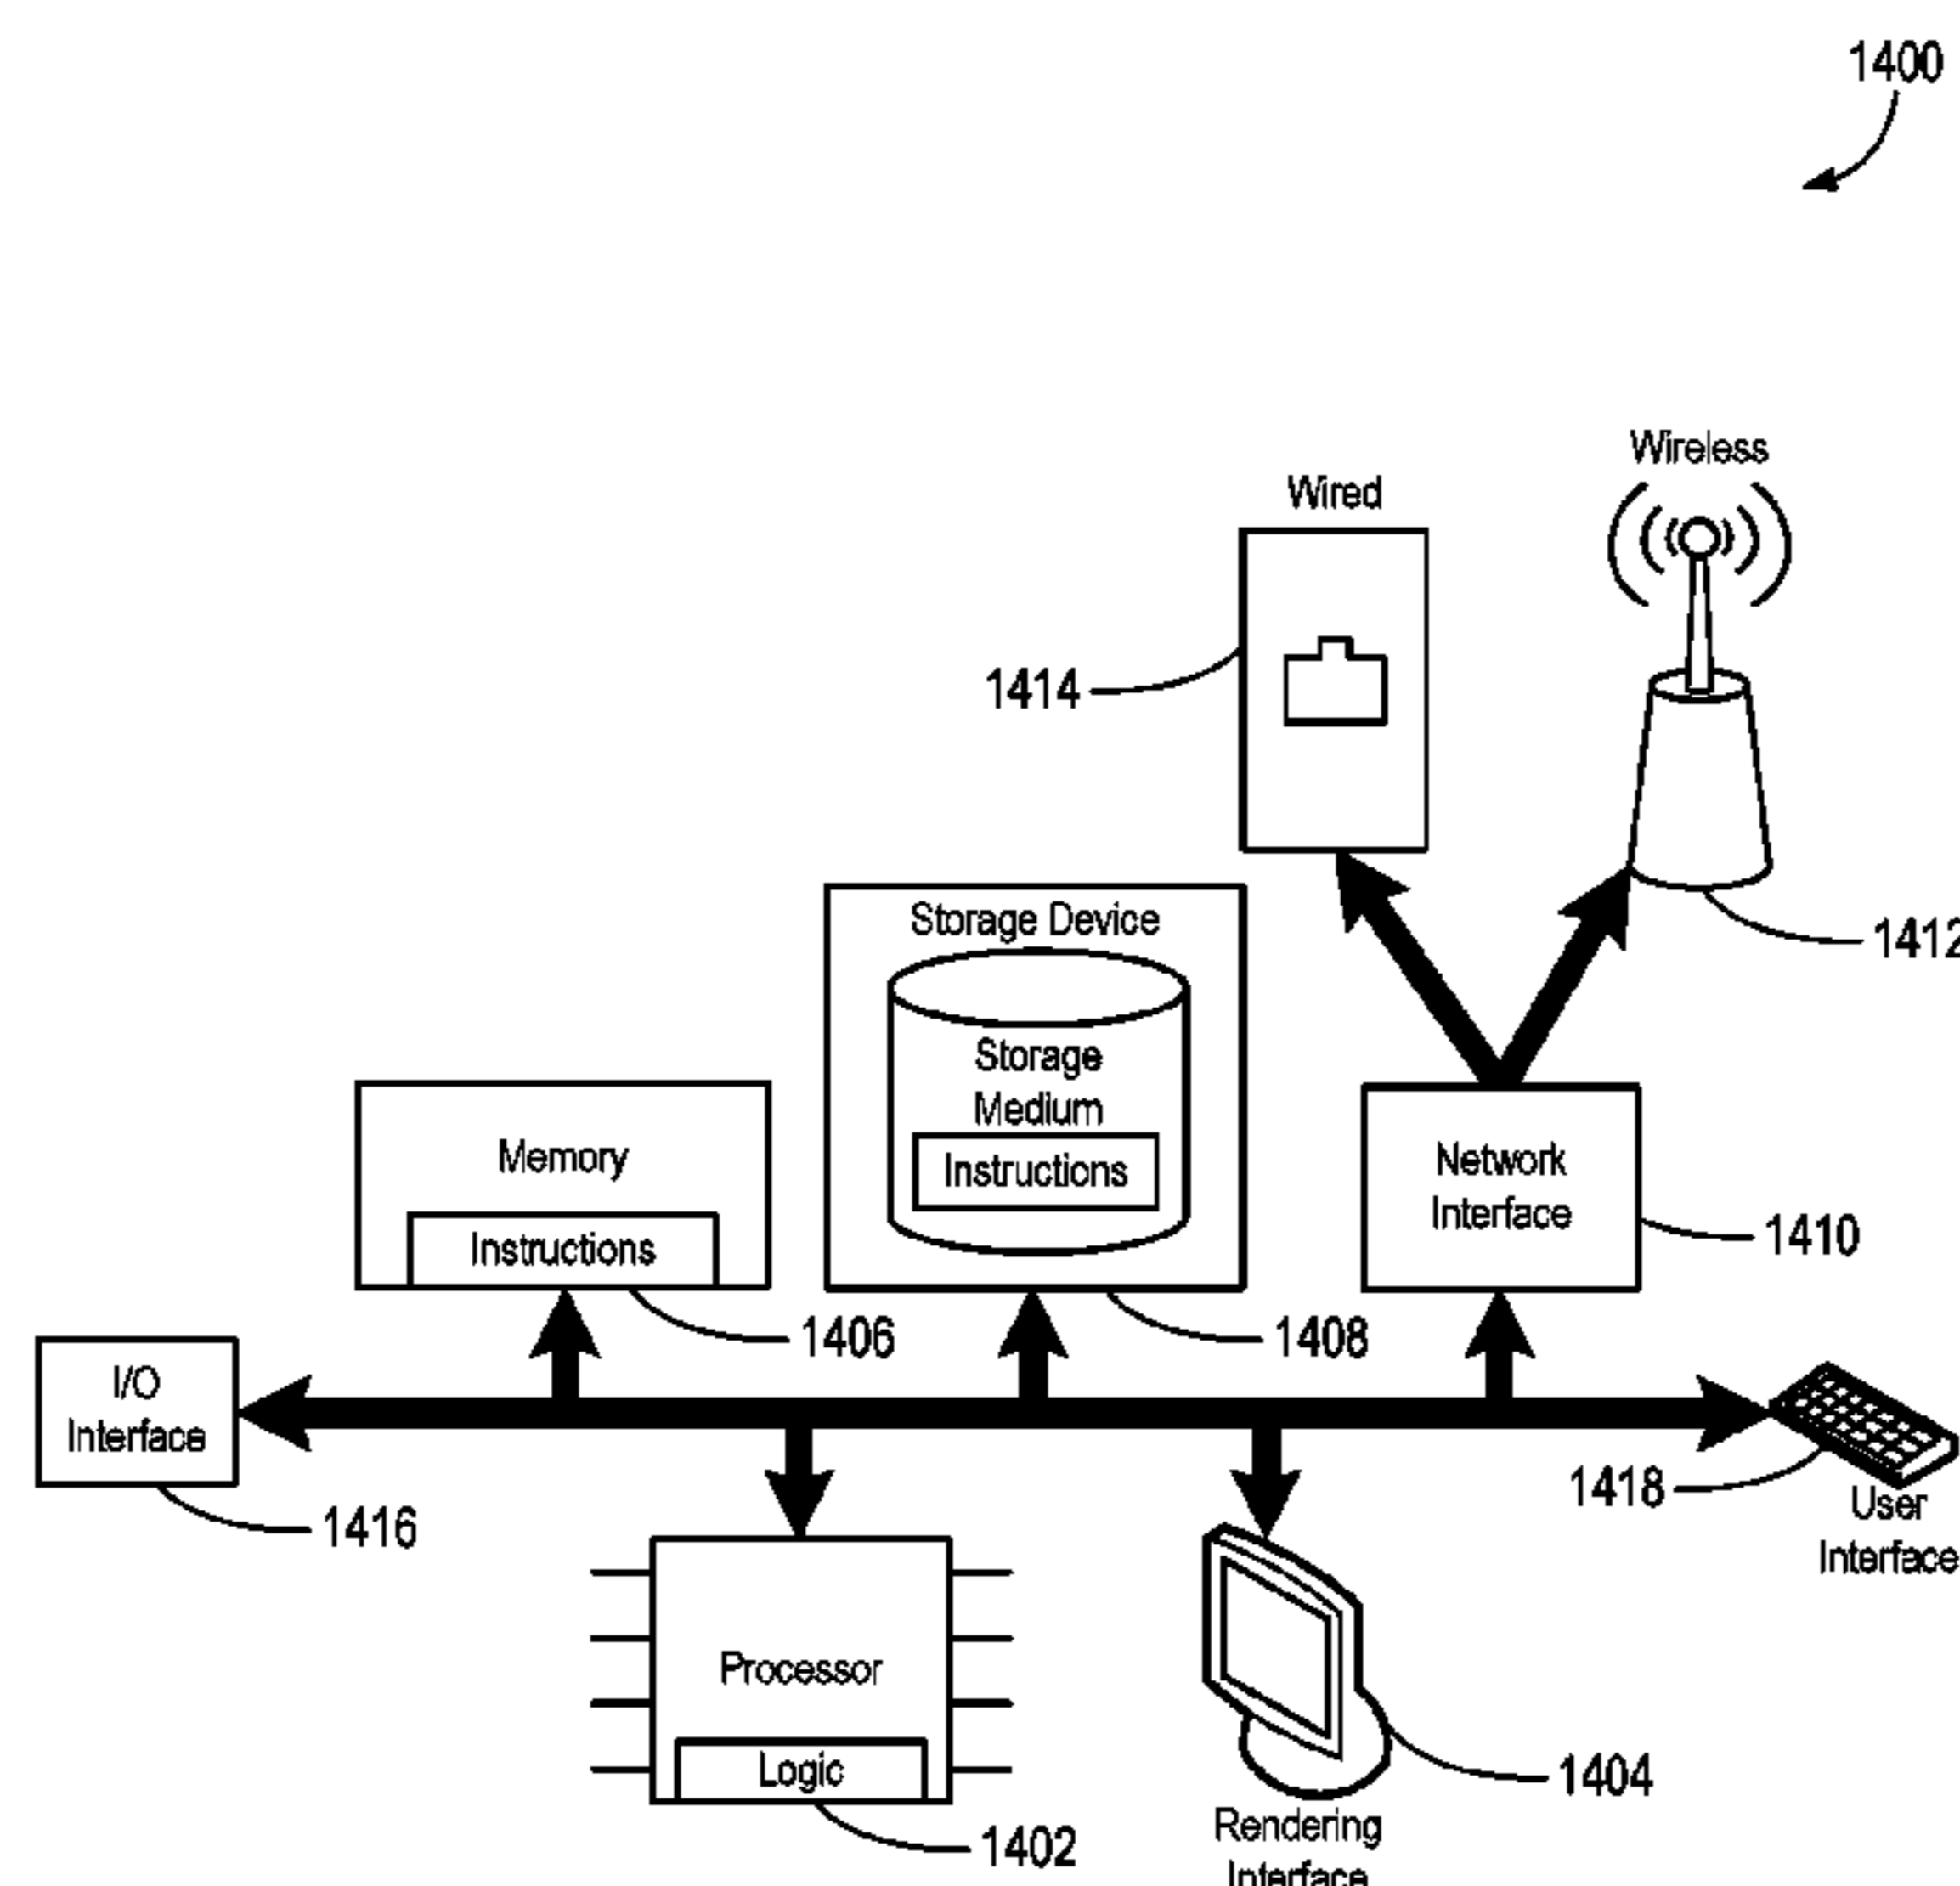 1400
Wireless
Wired
1414
1412
Storage Device
Storage
Medium
Instructions
Memory
Instructions
Network
Interface
1410
1406
1408
I/O
Interface
1416
1418
User
Interface
Processor
Logic
1402
1404
Rendering
Interface